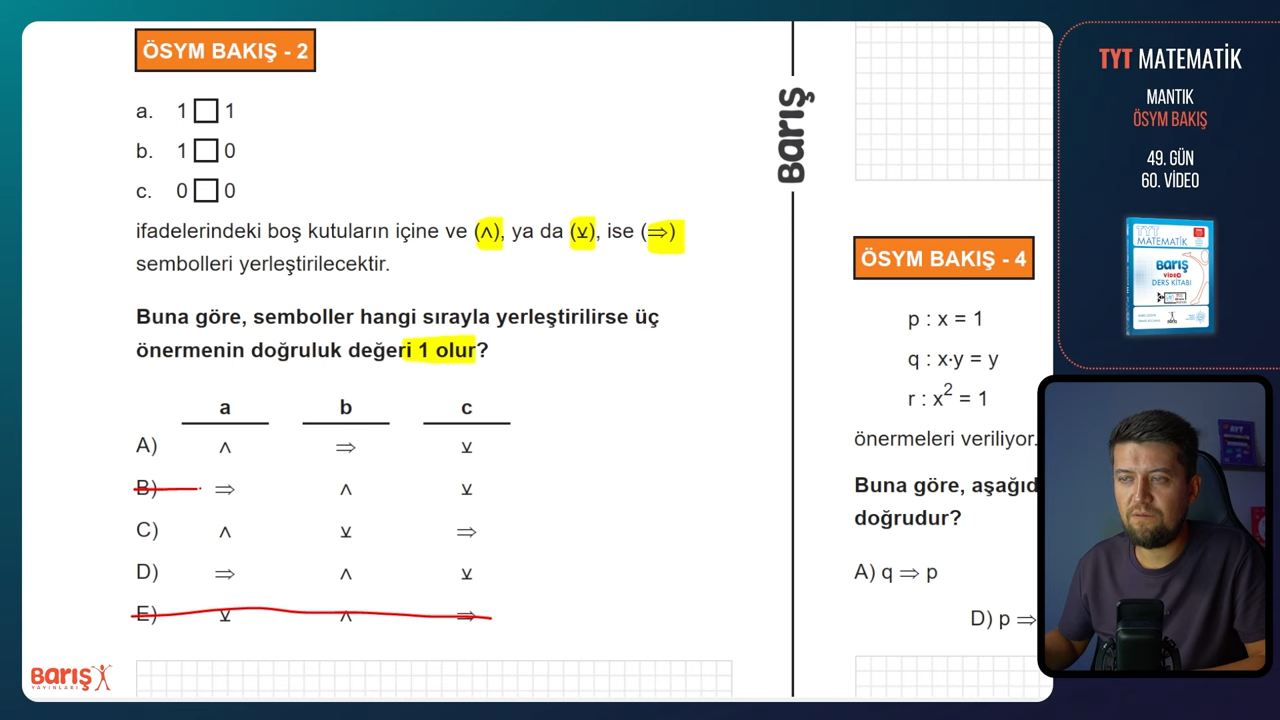 ÖSYM BAKIŞ - 2
a. 1 □ 1
b. 1 □ 0
c. 0 □ 0
ifadelerindeki boş kutuların içine ve (∧), ya da (⊻), ise (⇒)
sembolleri yerleştirilecektir.
Buna göre, semboller hangi sırayla yerleştirilirse üç
önermenin doğruluk değeri 1 olur?
a b c
A) ∧ ⇒ ⊻
B) ⇒ ∧ ⊻
C) ∧ ⊻ ⇒
D) ⇒ ∧ ⊻
E) ⊻ ∧ ⇒
BARIŞ
YAYINLARI
Barış
ÖSYM BAKIŞ - 4
p : x = 1
q : x·y = y
r : x² = 1
önermeleri veriliyor.
Buna göre, aşağıd
doğrudur?
A) q ⇒ p
D) p ⇒
TYT MATEMATİK
MANTIK
ÖSYM BAKIŞ
49. GÜN
60. VİDEO
TYT
MATEMATİK
Barış
VİDEO
DERS KİTABI